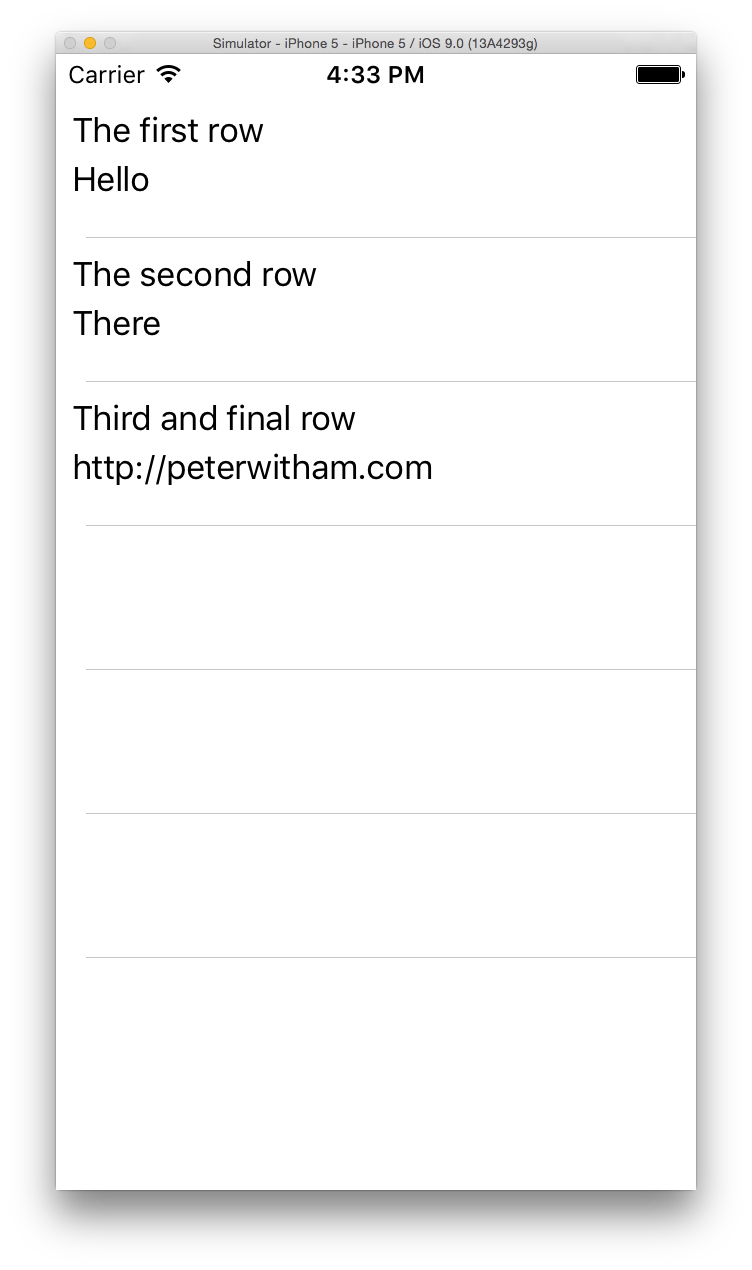 Simulator - iPhone 5 - iPhone 5 / iOS 9.0 (13A4293g)
Carrier 4:33 PM
The first row
Hello
The second row
There
Third and final row
http://peterwitham.com